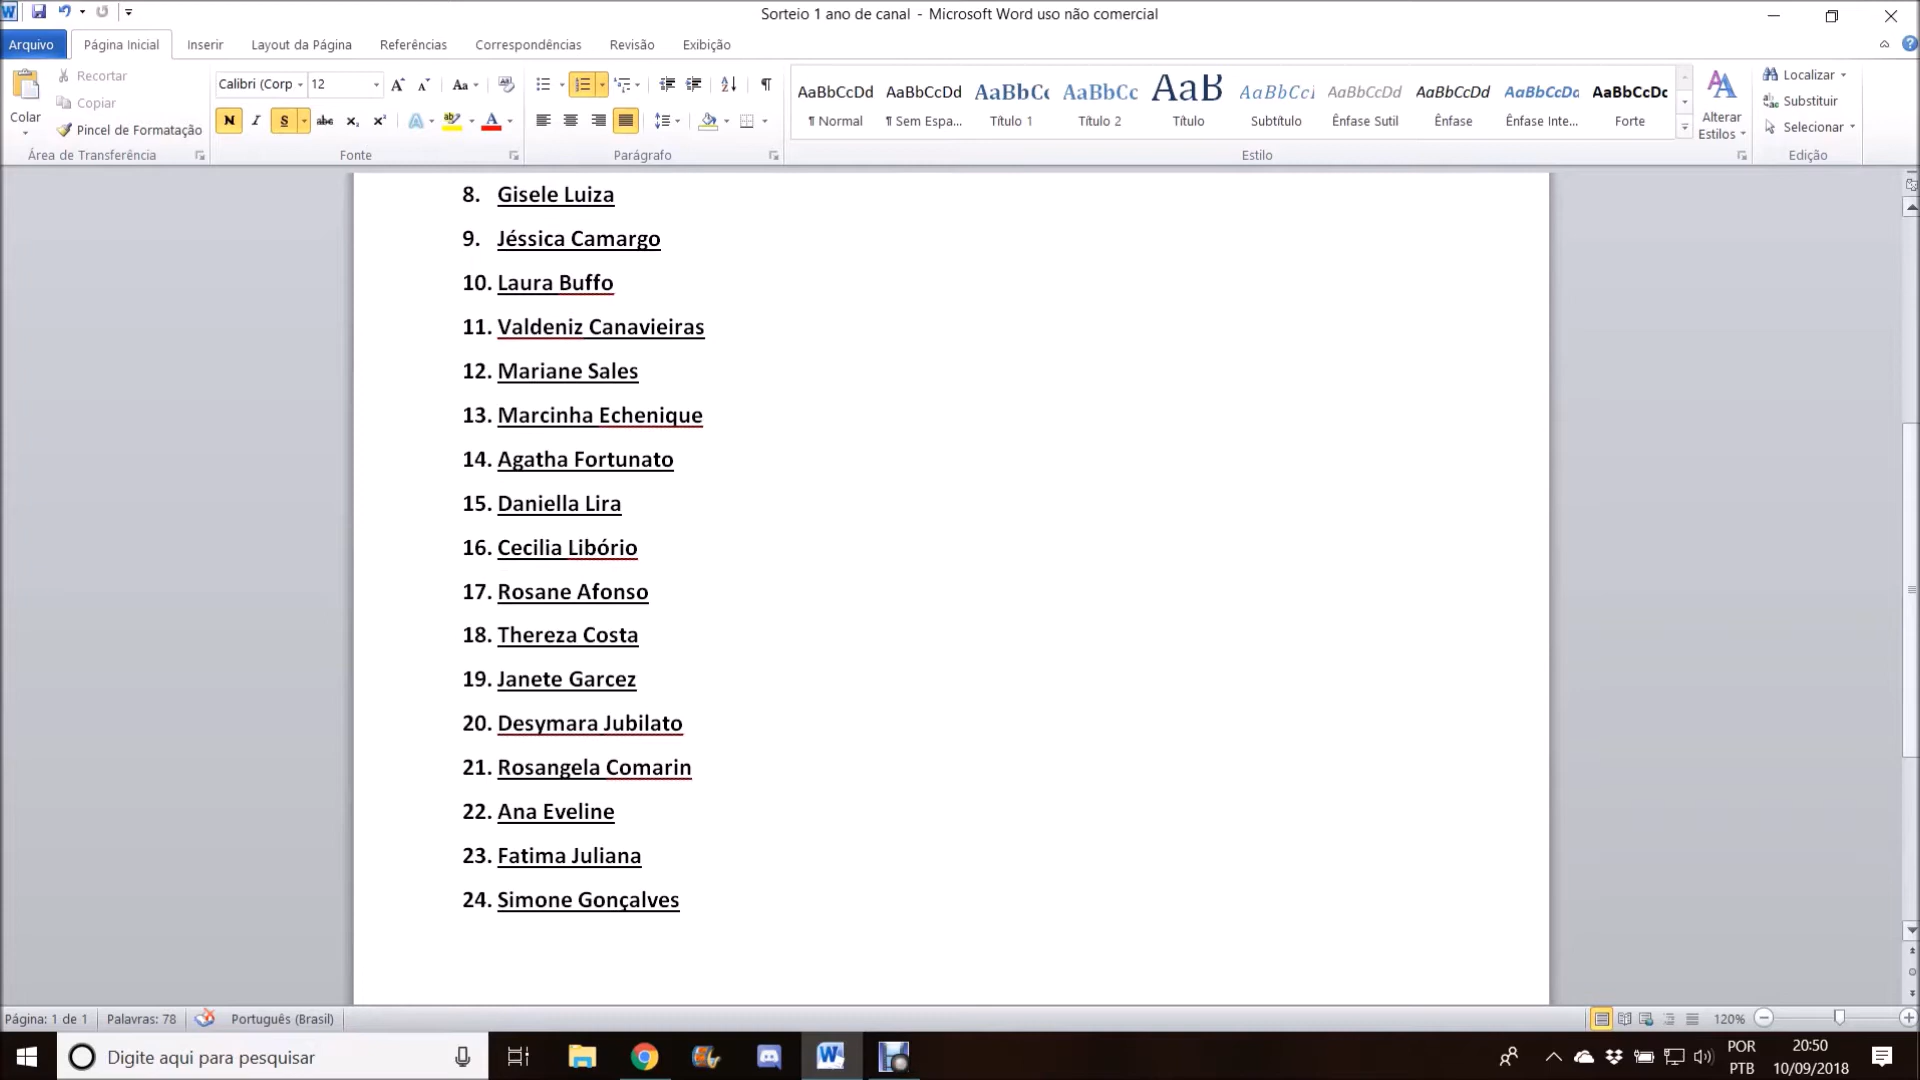 Sorteio 1 ano de canal - Microsoft Word uso não comercial
Arquivo Página Inicial Inserir Layout da Página Referências Correspondências Revisão Exibição
Colar
Recortar
Copiar
Pincel de Formatação
Área de Transferência
Calibri (Corp 12
Fonte
Parágrafo
AaBbCcDd AaBbCcDd AaBbCc AaBbCc AaB AaBbCcI AaBbCcDd AaBbCcDd AaBbCcDd AaBbCcDc
¶ Normal ¶ Sem Espa... Título 1 Título 2 Título Subtítulo Ênfase Sutil Ênfase Ênfase Inte... Forte
Estilo
Alterar
Estilos
Localizar
Substituir
Selecionar
Edição
8. Gisele Luiza
9. Jéssica Camargo
10. Laura Buffo
11. Valdeniz Canavieiras
12. Mariane Sales
13. Marcinha Echenique
14. Agatha Fortunato
15. Daniella Lira
16. Cecilia Libório
17. Rosane Afonso
18. Thereza Costa
19. Janete Garcez
20. Desymara Jubilato
21. Rosangela Comarin
22. Ana Eveline
23. Fatima Juliana
24. Simone Gonçalves
Página: 1 de 1 Palavras: 78 Português (Brasil) 120%
Digite aqui para pesquisar
POR
PTB
20:50
10/09/2018